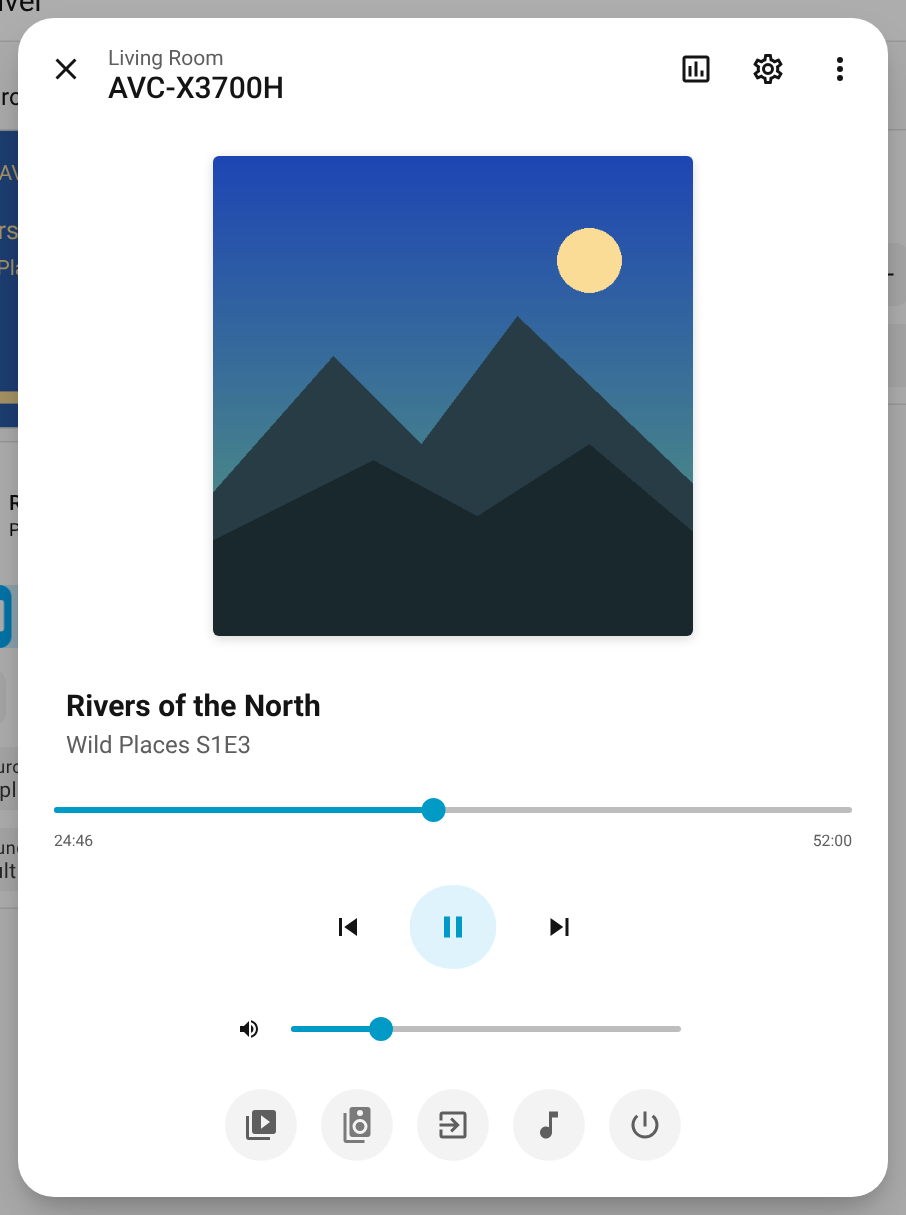 Living Room
AVC-X3700H
Rivers of the North
Wild Places S1E3
24:46
52:00